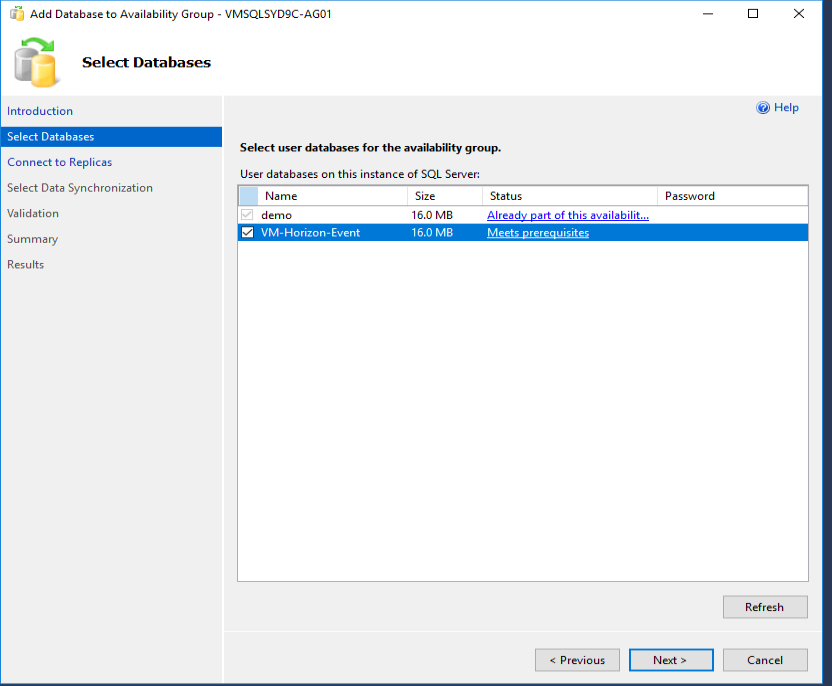 Add Database to Availability Group - VMSQLSYD9C-AG01
Select Databases
Introduction
Select Databases
Connect to Replicas
Select Data Synchronization
Validation
Summary
Results
Help
Select user databases for the availability group.
User databases on this instance of SQL Server:
Name Size Status Password
demo 16.0 MB Already part of this availabilit...
VM-Horizon-Event 16.0 MB Meets prerequisites
Refresh
< Previous Next > Cancel